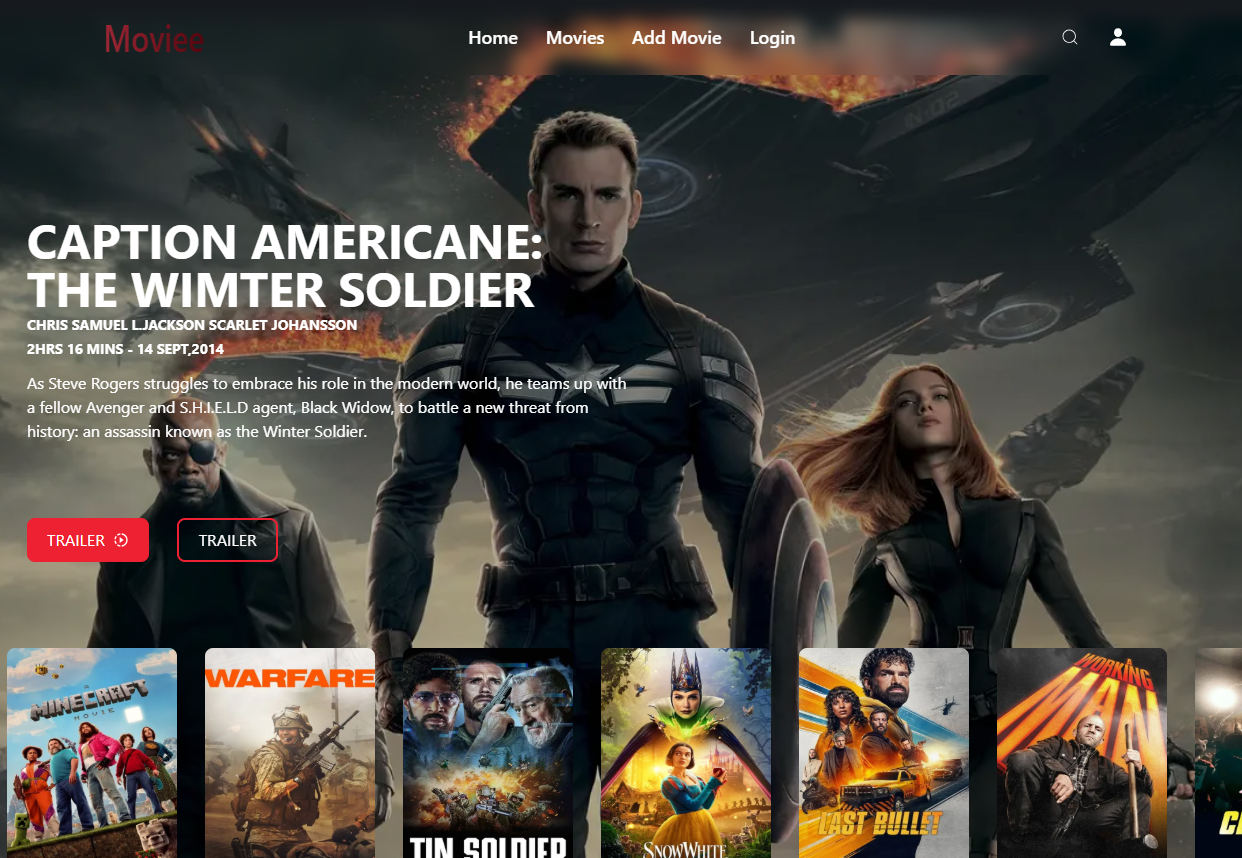 Moviee
Home Movies Add Movie Login
CAPTION AMERICANE:
THE WIMTER SOLDIER
CHRIS SAMUEL L.JACKSON SCARLET JOHANSSON
2HRS 16 MINS - 14 SEPT,2014
As Steve Rogers struggles to embrace his role in the modern world, he teams up with
a fellow Avenger and S.H.I.E.L.D agent, Black Widow, to battle a new threat from
history: an assassin known as the Winter Soldier.
TRAILER TRAILER
MINECRAFT
MOVIE
WARFARE
TIN SOLDIER
SNOW WHITE
LAST BULLET
A
WORKING
MAN